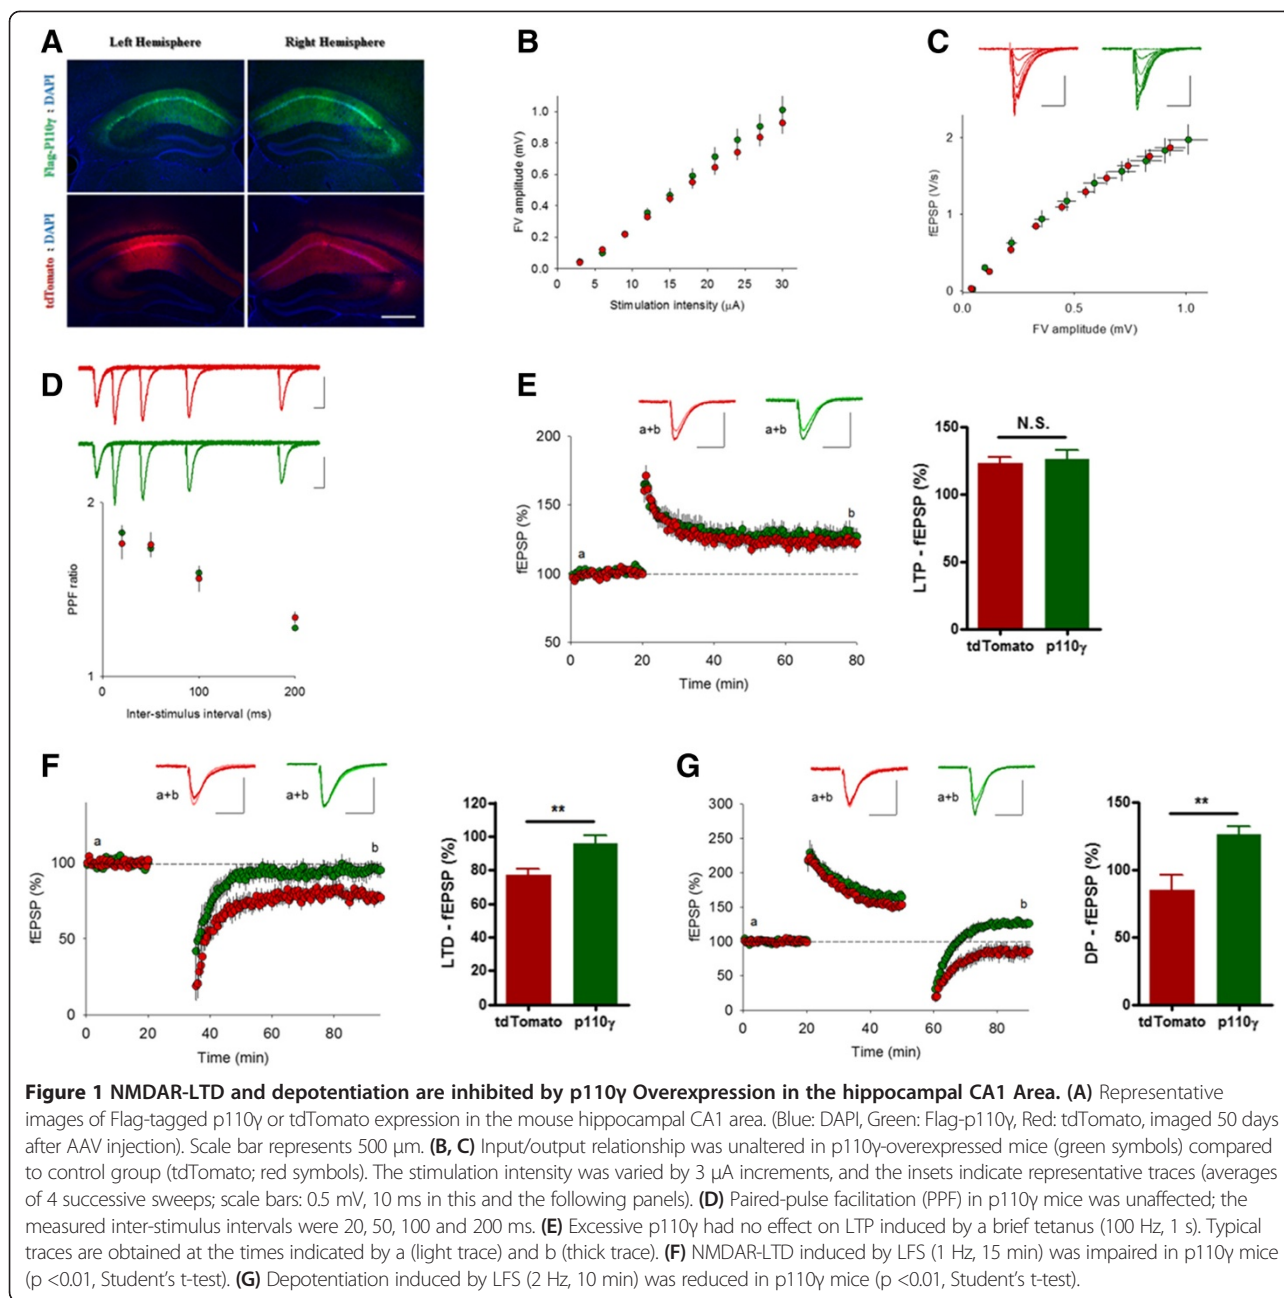 A
Left Hemisphere
Right Hemisphere
Flag-P110γ : DAPI
tdTomato : DAPI
B
FV amplitude (mV)
1.0
0.8
0.6
0.4
0.2
0.0
0 5 10 15 20 25 30
Stimulation intensity (μA)
C
fEPSP (V/s)
2
1
0
0.0 0.5 1.0
FV amplitude (mV)
D
PPF ratio
2
1
0 100 200
Inter-stimulus interval (ms)
E
a+b
a+b
fEPSP (%)
200
150
100
50
a
b
0 20 40 60 80
Time (min)
LTP - fEPSP (%)
150
100
50
0
N.S.
tdTomato p110γ
F
a+b
a+b
fEPSP (%)
100
50
0
a
b
0 20 40 60 80
Time (min)
LTD - fEPSP (%)
120
100
80
60
40
20
0
**
tdTomato p110γ
G
a+b
a+b
fEPSP (%)
300
250
200
150
100
50
0
a
b
0 20 40 60 80
Time (min)
DP - fEPSP (%)
150
100
50
0
**
tdTomato p110γ
Figure 1 NMDAR-LTD and depotentiation are inhibited by p110γ Overexpression in the hippocampal CA1 Area. (A) Representative
images of Flag-tagged p110γ or tdTomato expression in the mouse hippocampal CA1 area. (Blue: DAPI, Green: Flag-p110γ, Red: tdTomato, imaged 50 days
after AAV injection). Scale bar represents 500 μm. (B, C) Input/output relationship was unaltered in p110γ-overexpressed mice (green symbols) compared
to control group (tdTomato; red symbols). The stimulation intensity was varied by 3 μA increments, and the insets indicate representative traces (averages
of 4 successive sweeps; scale bars: 0.5 mV, 10 ms in this and the following panels). (D) Paired-pulse facilitation (PPF) in p110γ mice was unaffected; the
measured inter-stimulus intervals were 20, 50, 100 and 200 ms. (E) Excessive p110γ had no effect on LTP induced by a brief tetanus (100 Hz, 1 s). Typical
traces are obtained at the times indicated by a (light trace) and b (thick trace). (F) NMDAR-LTD induced by LFS (1 Hz, 15 min) was impaired in p110γ mice
(p <0.01, Student's t-test). (G) Depotentiation induced by LFS (2 Hz, 10 min) was reduced in p110γ mice (p <0.01, Student's t-test).